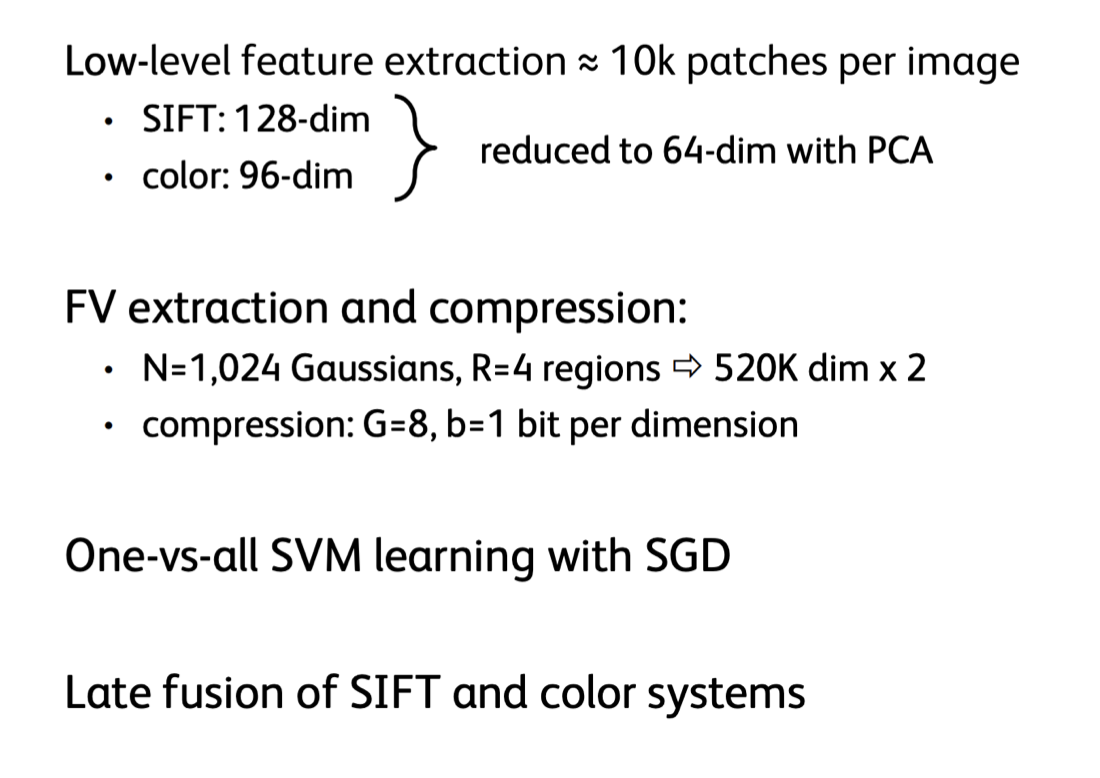 Low-level feature extraction ≈ 10k patches per image
• SIFT: 128-dim
reduced to 64-dim with PCA
• color: 96-dim
FV extraction and compression:
• N=1,024 Gaussians, R=4 regions ⇨ 520K dim x 2
• compression: G=8, b=1 bit per dimension
One-vs-all SVM learning with SGD
Late fusion of SIFT and color systems